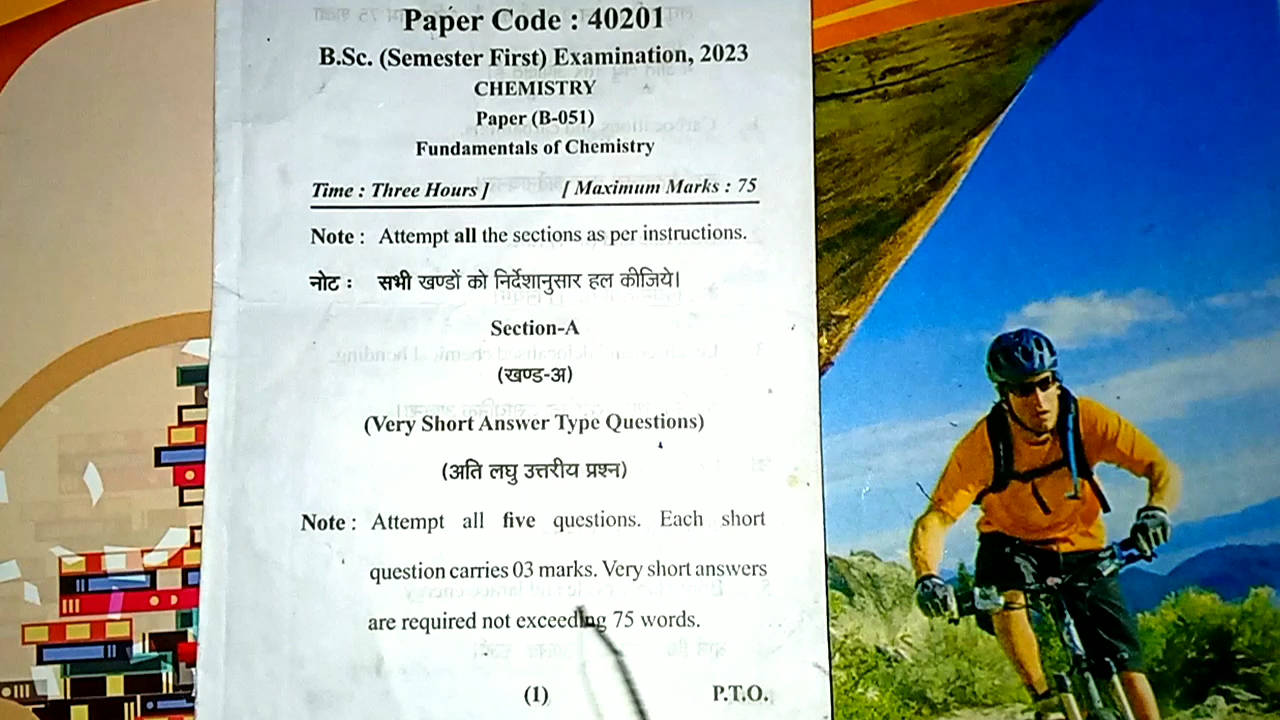 Paper Code : 40201
B.Sc. (Semester First) Examination, 2023
CHEMISTRY
Paper (B-051)
Fundamentals of Chemistry
Time : Three Hours ] [ Maximum Marks : 75
Note : Attempt all the sections as per instructions.
नोट : सभी खण्डों को निर्देशानुसार हल कीजिये।
Section-A
(खण्ड-अ)
(Very Short Answer Type Questions)
(अति लघु उत्तरीय प्रश्न)
Note : Attempt all five questions. Each short
question carries 03 marks. Very short answers
are required not exceeding 75 words.
(1) P.T.O.